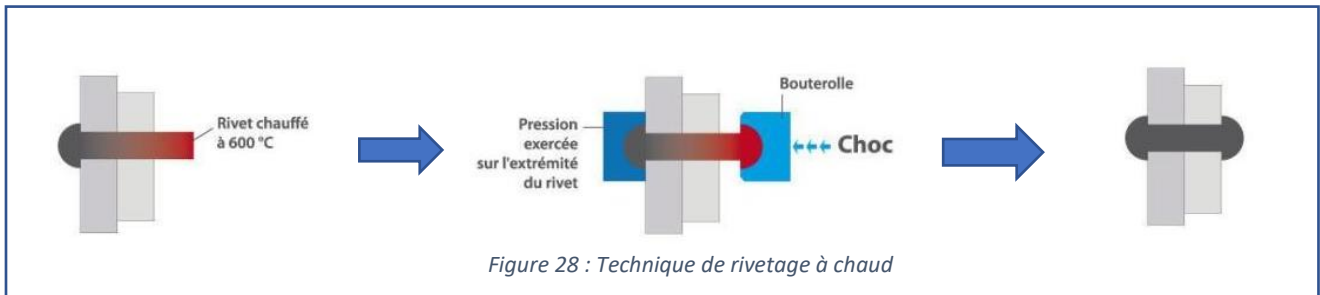 Rivet chauffé
à 600 °C
Pression
exercée
sur l'extrémité
du rivet
Bouterolle
Choc
Figure 28 : Technique de rivetage à chaud